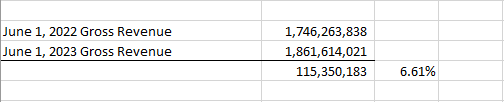 June 1, 2022 Gross Revenue 1,746,263,838
June 1, 2023 Gross Revenue 1,861,614,021
115,350,183 6.61%